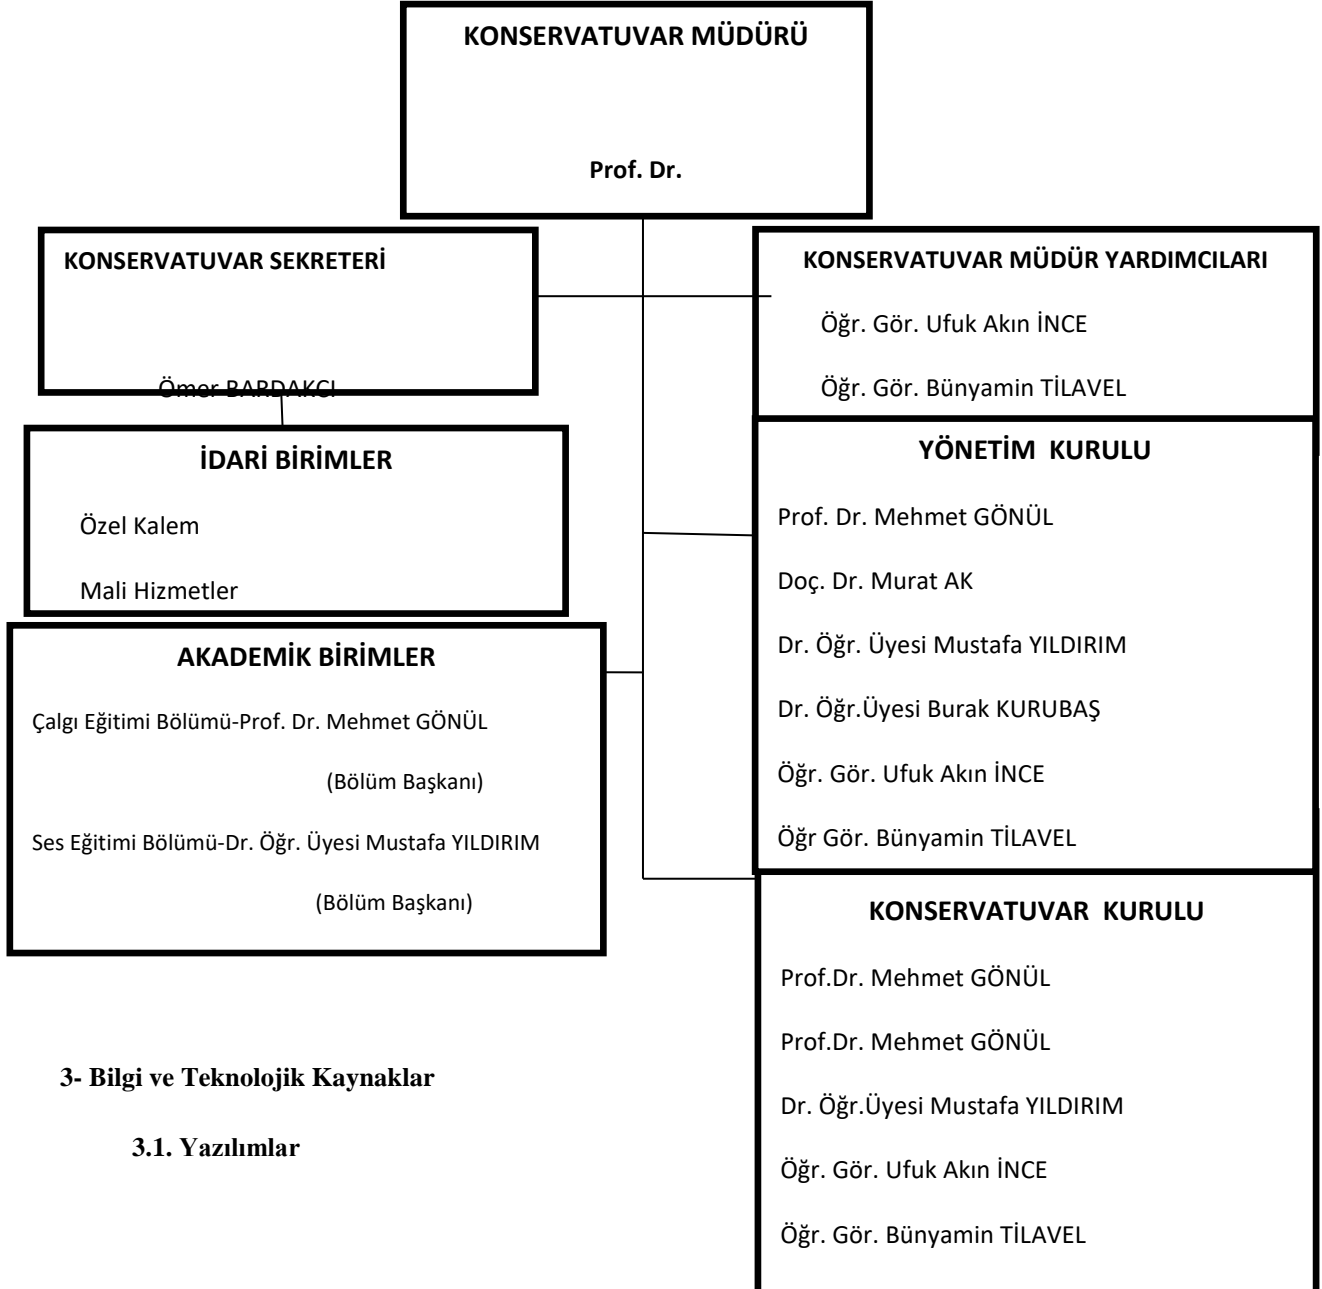 KONSERVATUVAR MÜDÜRÜ
Prof. Dr.
KONSERVATUVAR SEKRETERİ
Ömer BARDAKCI
KONSERVATUVAR MÜDÜR YARDIMCILARI
Öğr. Gör. Ufuk Akın İNCE
Öğr. Gör. Bünyamin TİLAVEL
İDARİ BİRİMLER
Özel Kalem
Mali Hizmetler
YÖNETİM KURULU
Prof. Dr. Mehmet GÖNÜL
Doç. Dr. Murat AK
Dr. Öğr. Üyesi Mustafa YILDIRIM
Dr. Öğr.Üyesi Burak KURUBAŞ
Öğr. Gör. Ufuk Akın İNCE
Öğr Gör. Bünyamin TİLAVEL
AKADEMİK BİRİMLER
Çalgı Eğitimi Bölümü-Prof. Dr. Mehmet GÖNÜL
(Bölüm Başkanı)
Ses Eğitimi Bölümü-Dr. Öğr. Üyesi Mustafa YILDIRIM
(Bölüm Başkanı)
KONSERVATUVAR KURULU
Prof.Dr. Mehmet GÖNÜL
Prof.Dr. Mehmet GÖNÜL
Dr. Öğr.Üyesi Mustafa YILDIRIM
Öğr. Gör. Ufuk Akın İNCE
Öğr. Gör. Bünyamin TİLAVEL
3- Bilgi ve Teknolojik Kaynaklar
3.1. Yazılımlar